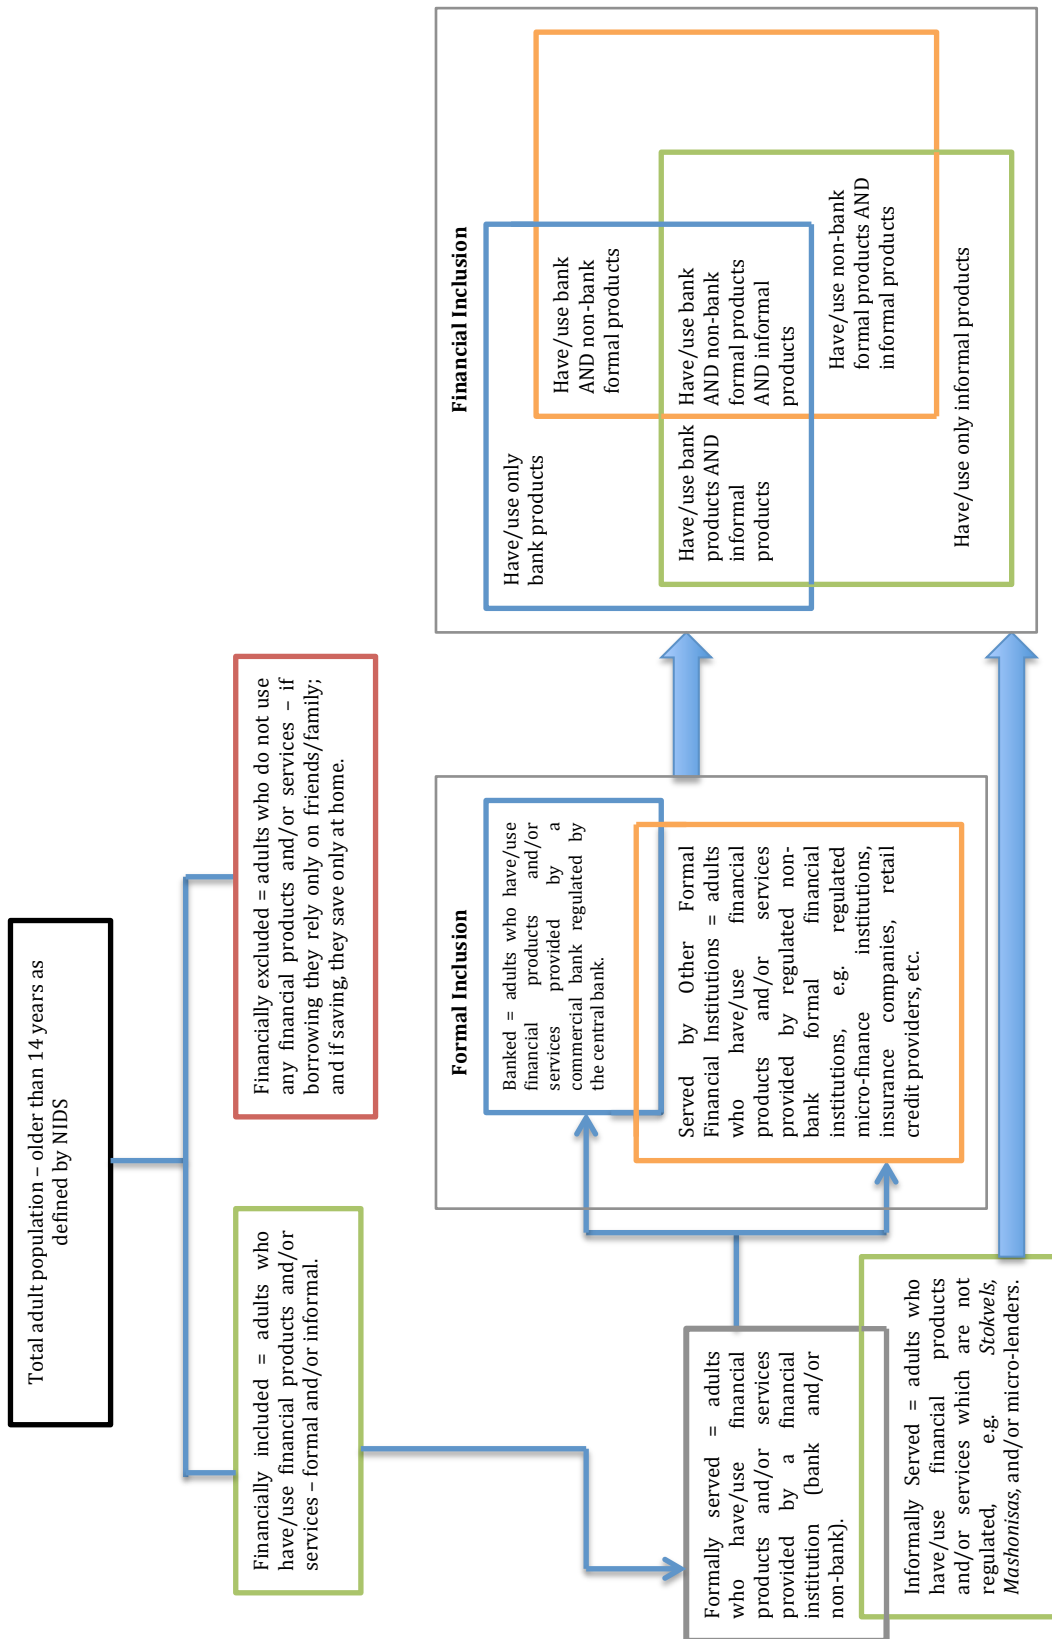 Total adult population – older than 14 years as
defined by NIDS
Financially included = adults who
have/use financial products and/or
services – formal and/or informal.
Financially excluded = adults who do not use
any financial products and/or services – if
borrowing they rely only on friends/family;
and if saving, they save only at home.
Formally served = adults
who have/use financial
products and/or services
provided by a financial
institution (bank and/or
non-bank).
Informally Served = adults who
have/use financial products
and/or services which are not
regulated, e.g. Stokvels,
Mashonisas, and/or micro-lenders.
Formal Inclusion
Banked = adults who have/use
financial products and/or
services provided by a
commercial bank regulated by
the central bank.
Served by Other Formal
Financial Institutions = adults
who have/use financial
products and/or services
provided by regulated non-
bank formal financial
institutions, e.g. regulated
micro-finance institutions,
insurance companies, retail
credit providers, etc.
Financial Inclusion
Have/use only
bank products
Have/use bank
AND non-bank
formal products
Have/use bank
products AND
informal
products
Have/use bank
AND non-bank
formal products
AND informal
products
Have/use non-bank
formal products AND
informal products
Have/use only informal products